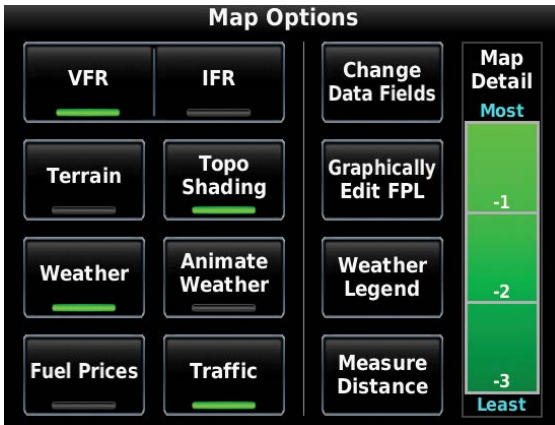 Map Options
VFR
IFR
Terrain
Topo
Shading
Weather
Animate
Weather
Fuel Prices
Traffic
Change
Data Fields
Graphically
Edit FPL
Weather
Legend
Measure
Distance
Map
Detail
Most
-1
-2
-3
Least